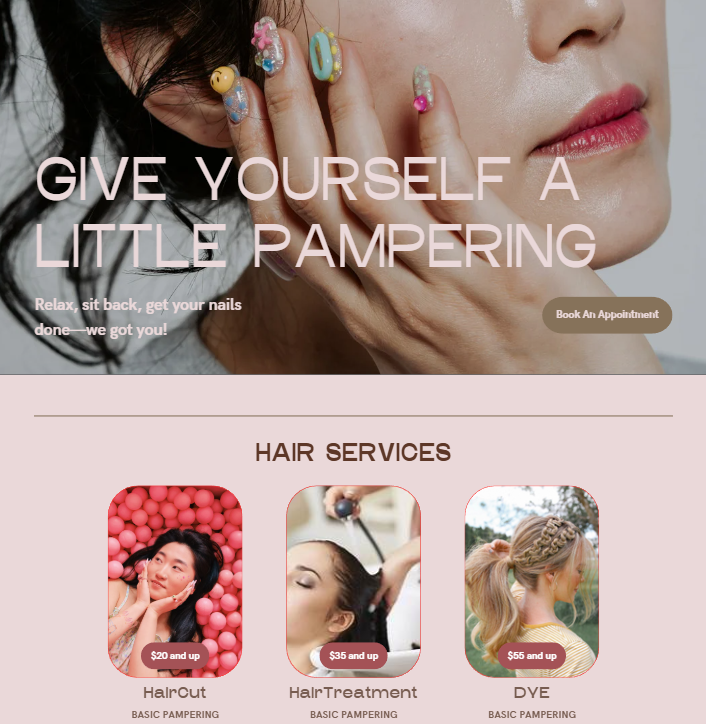 GIVE YOURSELF A
LITTLE PAMPERING
Relax, sit back, get your nails
done—we got you!
Book An Appointment
HAIR SERVICES
$20 and up
$35 and up
$55 and up
HairCut
HairTreatment
DYE
BASIC PAMPERING
BASIC PAMPERING
BASIC PAMPERING